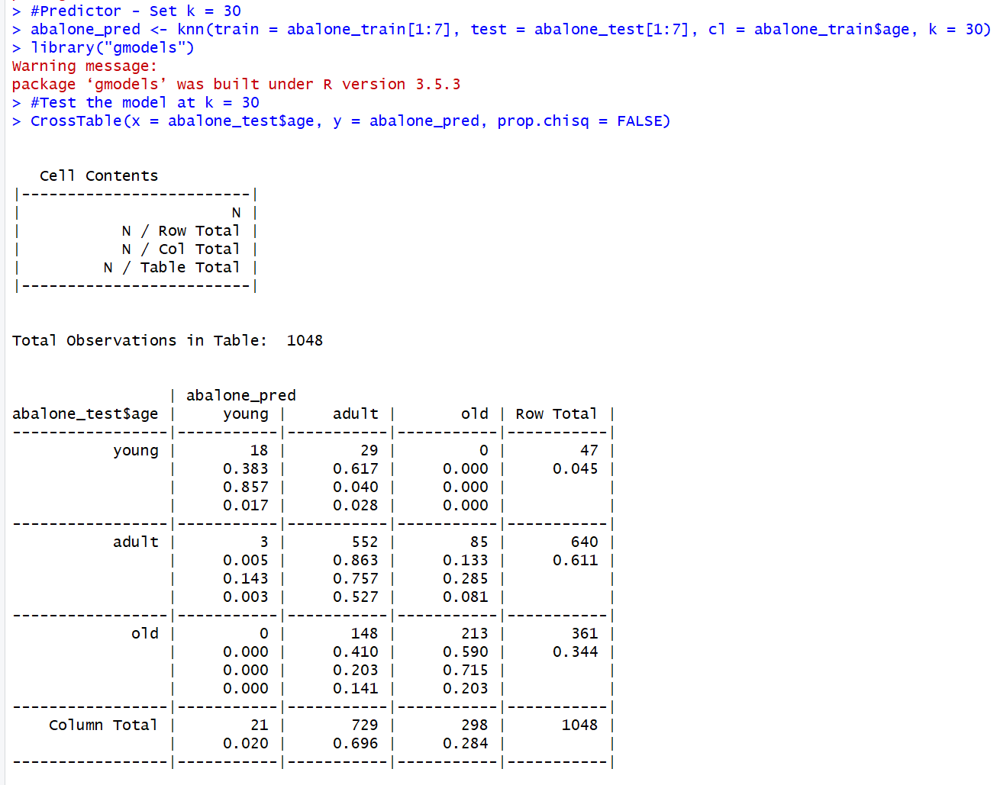 > #Predictor - Set k = 30
> abalone_pred <- knn(train = abalone_train[1:7], test = abalone_test[1:7], cl = abalone_train$age, k = 30)
> library("gmodels")
Warning message:
package ‘gmodels’ was built under R version 3.5.3
> #Test the model at k = 30
> CrossTable(x = abalone_test$age, y = abalone_pred, prop.chisq = FALSE)
   Cell Contents
|-------------------------|
|                       N |
|           N / Row Total |
|           N / Col Total |
|         N / Table Total |
|-------------------------|
Total Observations in Table:  1048
                 | abalone_pred
abalone_test$age |     young |     adult |       old | Row Total |
-----------------|-----------|-----------|-----------|-----------|
           young |        18 |        29 |         0 |        47 |
                 |     0.383 |     0.617 |     0.000 |     0.045 |
                 |     0.857 |     0.040 |     0.000 |           |
                 |     0.017 |     0.028 |     0.000 |           |
-----------------|-----------|-----------|-----------|-----------|
           adult |         3 |       552 |        85 |       640 |
                 |     0.005 |     0.863 |     0.133 |     0.611 |
                 |     0.143 |     0.757 |     0.285 |           |
                 |     0.003 |     0.527 |     0.081 |           |
-----------------|-----------|-----------|-----------|-----------|
             old |         0 |       148 |       213 |       361 |
                 |     0.000 |     0.410 |     0.590 |     0.344 |
                 |     0.000 |     0.203 |     0.715 |           |
                 |     0.000 |     0.141 |     0.203 |           |
-----------------|-----------|-----------|-----------|-----------|
    Column Total |        21 |       729 |       298 |      1048 |
                 |     0.020 |     0.696 |     0.284 |           |
-----------------|-----------|-----------|-----------|-----------|